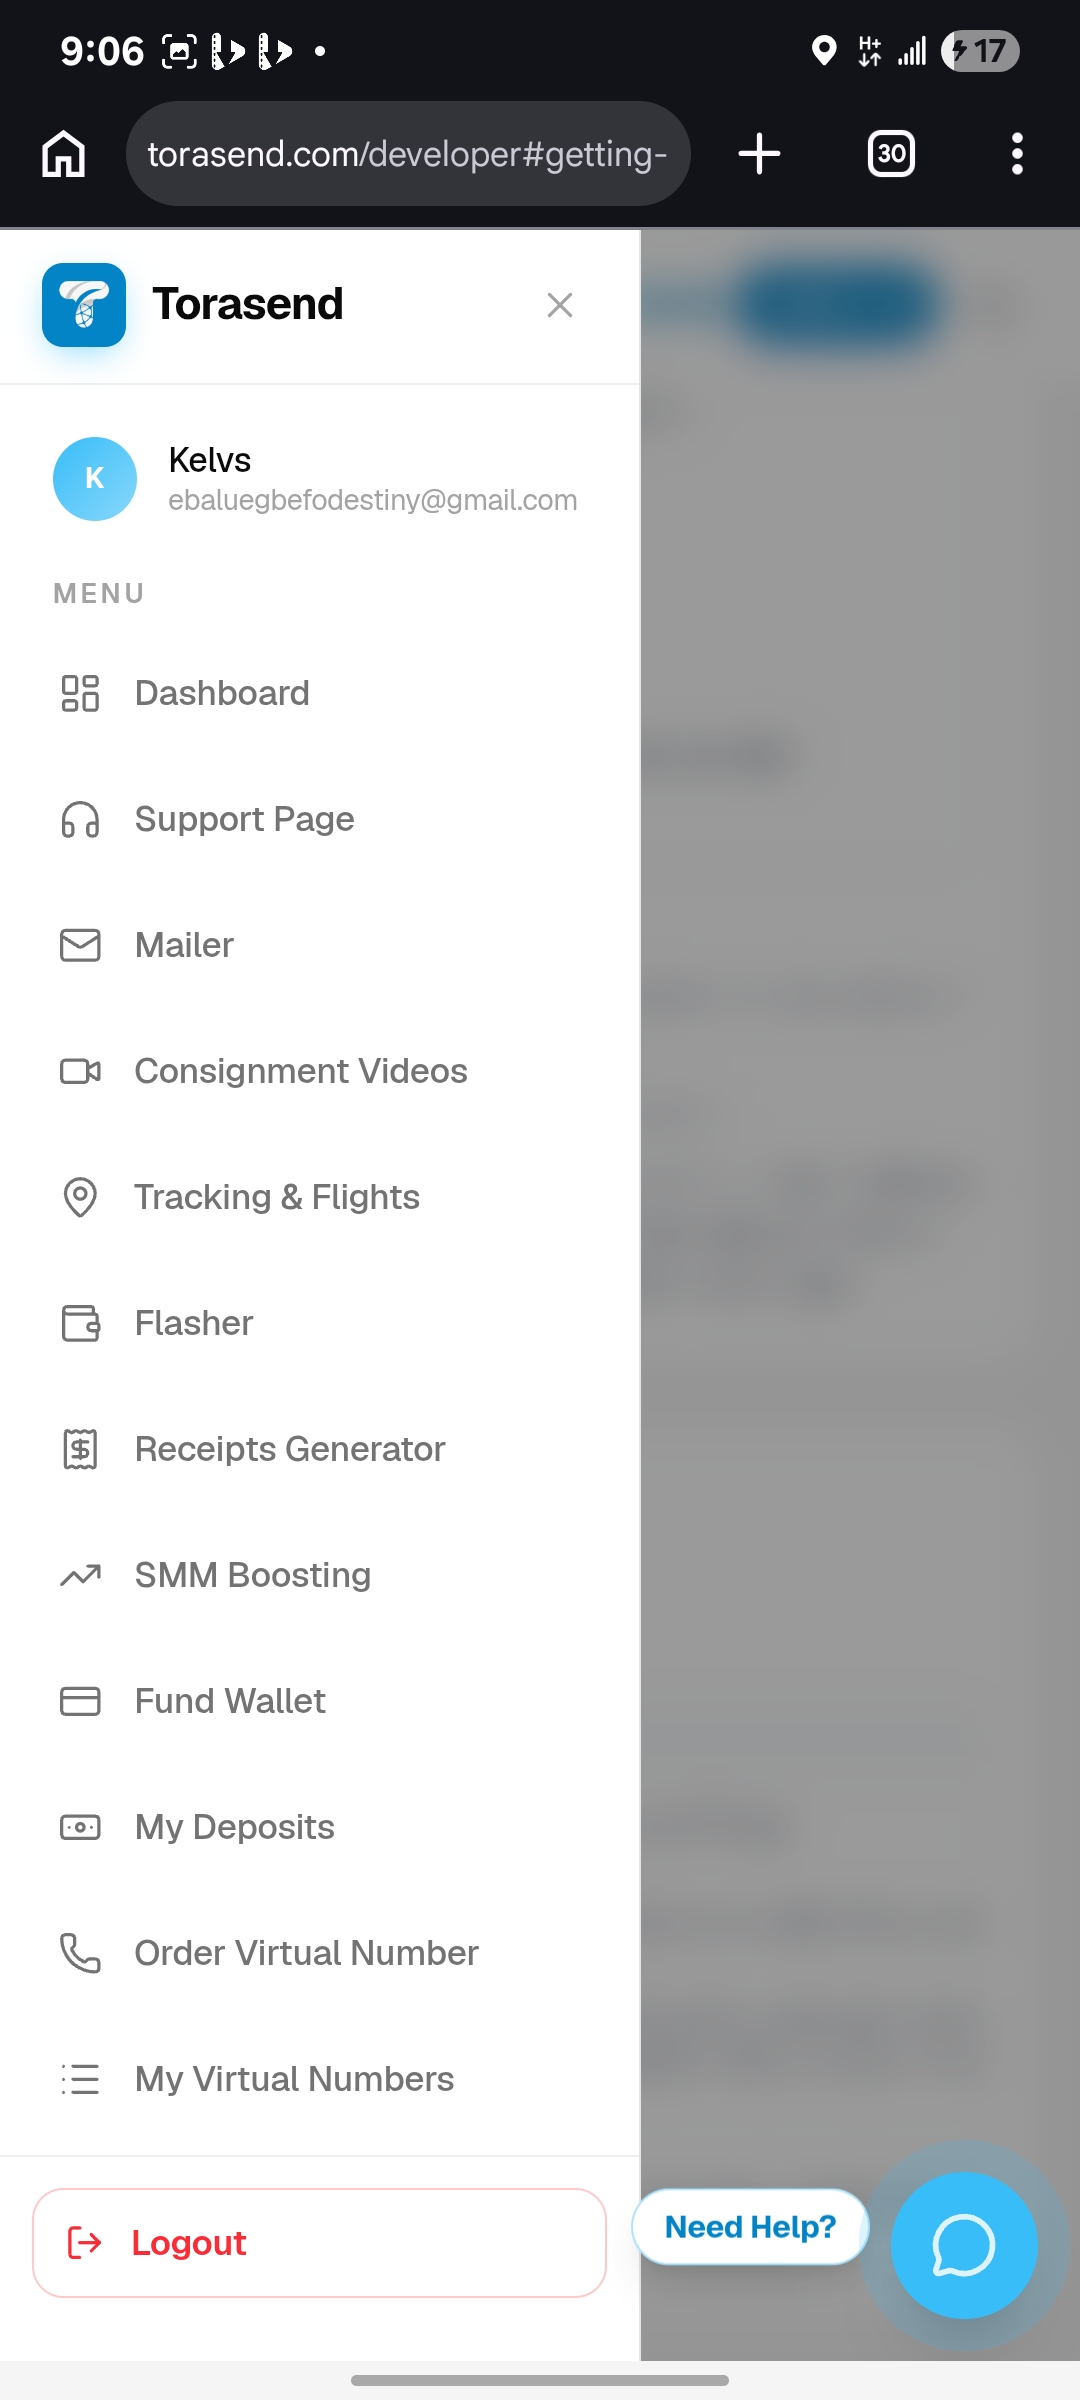 9:06
H+
17
torasend.com/developer#getting-
30
Torasend
K
Kelvs
ebaluegbefodestiny@gmail.com
MENU
Dashboard
Support Page
Mailer
Consignment Videos
Tracking & Flights
Flasher
Receipts Generator
SMM Boosting
Fund Wallet
My Deposits
Order Virtual Number
My Virtual Numbers
Logout
Need Help?